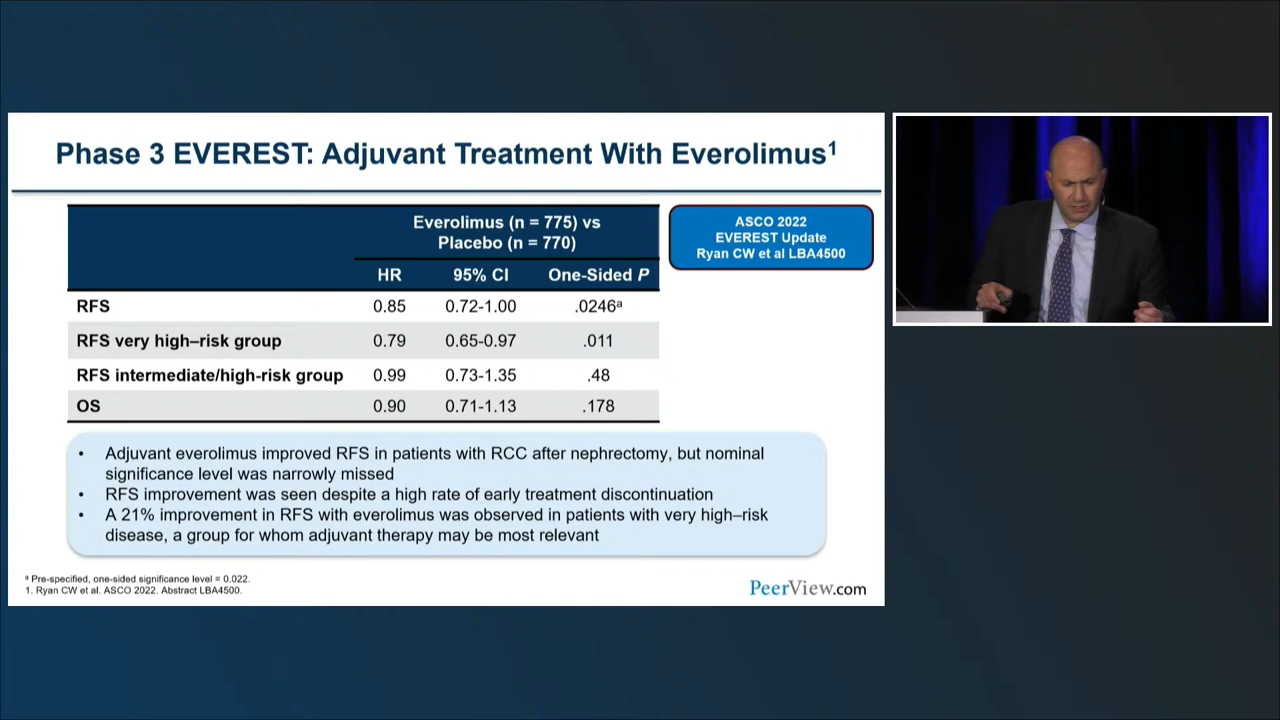 Phase 3 EVEREST: Adjuvant Treatment With Everolimus¹
Everolimus (n = 775) vs
Placebo (n = 770)
HR 95% CI One-Sided P
RFS 0.85 0.72-1.00 .0246ᵃ
RFS very high–risk group 0.79 0.65-0.97 .011
RFS intermediate/high-risk group 0.99 0.73-1.35 .48
OS 0.90 0.71-1.13 .178
ASCO 2022
EVEREST Update
Ryan CW et al LBA4500
• Adjuvant everolimus improved RFS in patients with RCC after nephrectomy, but nominal
significance level was narrowly missed
• RFS improvement was seen despite a high rate of early treatment discontinuation
• A 21% improvement in RFS with everolimus was observed in patients with very high–risk
disease, a group for whom adjuvant therapy may be most relevant
ᵃ Pre-specified, one-sided significance level = 0.022.
1. Ryan CW et al. ASCO 2022. Abstract LBA4500.
PeerView.com